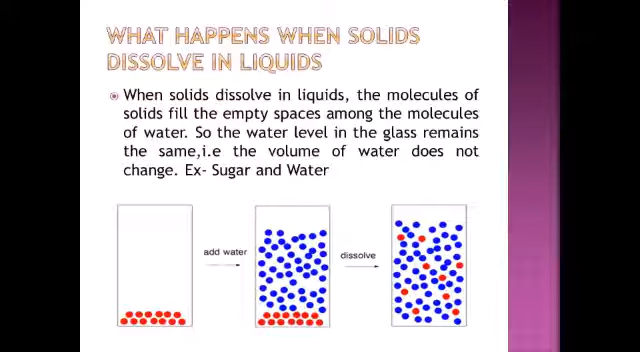 WHAT HAPPENS WHEN SOLIDS
DISSOLVE IN LIQUIDS
When solids dissolve in liquids, the molecules of
solids fill the empty spaces among the molecules
of water. So the water level in the glass remains
the same,i.e the volume of water does not
change. Ex- Sugar and Water
add water
dissolve